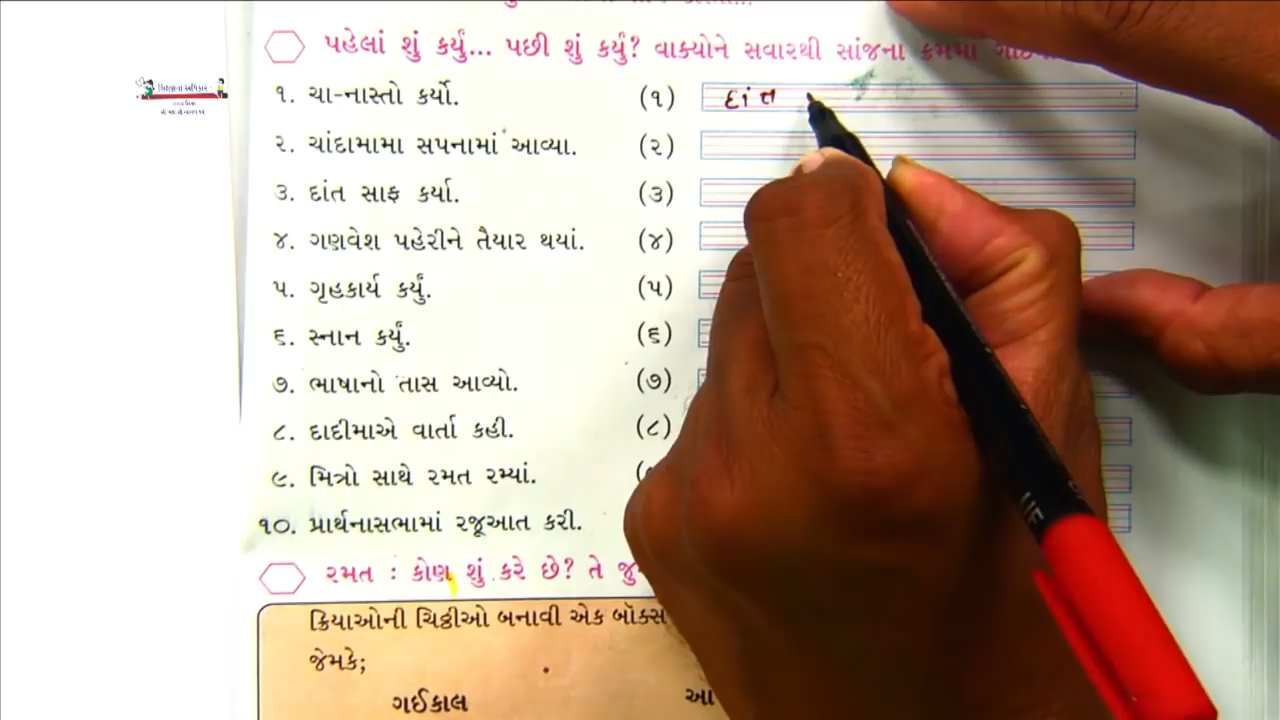 પહેલાં શું કર્યું... પછી શું કર્યું? વાક્યોને સવારથી સાંજના ક્રમમાં
૧. ચા-નાસ્તો કર્યો. (૧) દાંત
૨. ચાંદામામા સપનામાં આવ્યા. (૨)
૩. દાંત સાફ કર્યા. (૩)
૪. ગણવેશ પહેરીને તૈયાર થયાં. (૪)
૫. ગૃહકાર્ય કર્યું. (૫)
૬. સ્નાન કર્યું. (૬)
૭. ભાષાનો તાસ આવ્યો. (૭)
૮. દાદીમાએ વાર્તા કહી. (૮)
૯. મિત્રો સાથે રમત રમ્યાં.
૧૦. પ્રાર્થનાસભામાં રજૂઆત કરી.
રમત : કોણ શું કરે છે? તે
ક્રિયાઓની ચિઠ્ઠીઓ બનાવી એક બૉક્સ
જેમકે;
ગઈકાલ